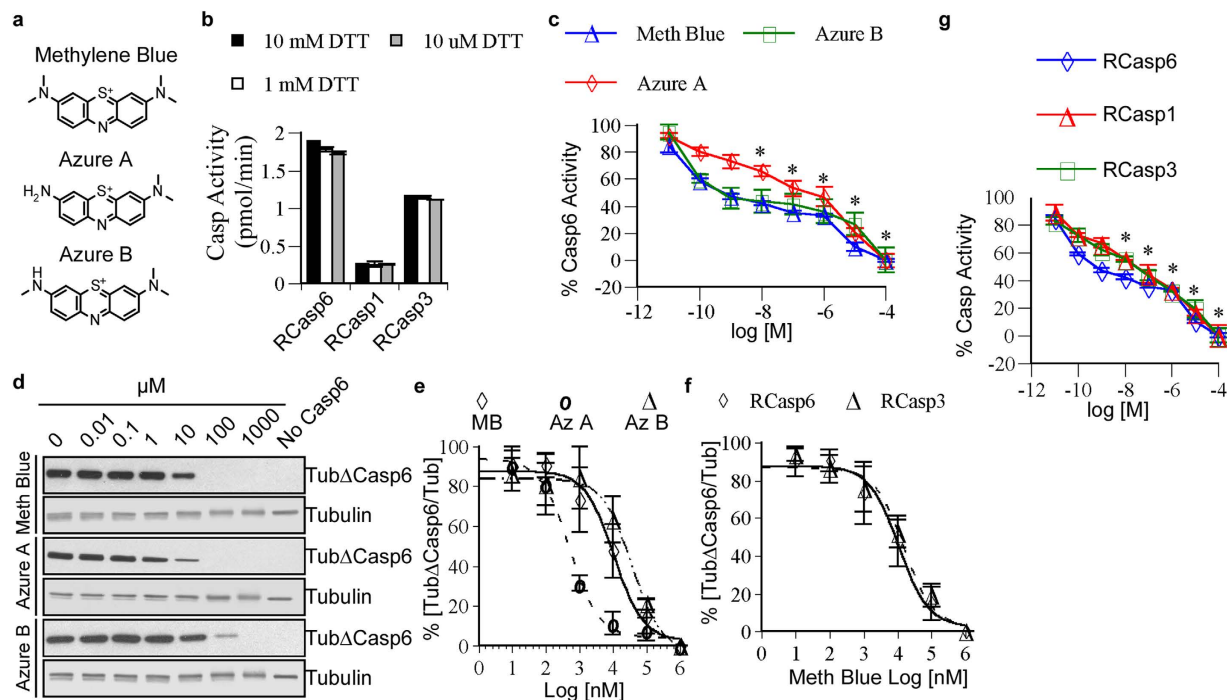 a
Methylene Blue
N
S+
N
N
Azure A
H2N
S+
N
N
Azure B
H
N
S+
N
N
b
10 mM DTT
10 uM DTT
1 mM DTT
Casp Activity
(pmol/min)
2
1.5
1
0.5
0
RCasp6
RCasp1
RCasp3
c
Meth Blue
Azure B
Azure A
% Casp6 Activity
100
80
60
40
20
0
-20
* * * * *
-12 -10 -8 -6 -4
log [M]
g
RCasp6
RCasp1
RCasp3
% Casp Activity
100
80
60
40
20
0
-20
* * * * *
-12 -10 -8 -6 -4
log [M]
d
µM
0 0.01 0.1 1 10 100 1000 No Casp6
Meth Blue
TubΔCasp6
Tubulin
Azure A
TubΔCasp6
Tubulin
Azure B
TubΔCasp6
Tubulin
e
MB
Az A
Az B
% [TubΔCasp6/Tub]
100
80
60
40
20
0
0 1 2 3 4 5 6
Log [nM]
f
RCasp6
RCasp3
% [TubΔCasp6/Tub]
100
80
60
40
20
0
0 1 2 3 4 5 6
Meth Blue Log [nM]